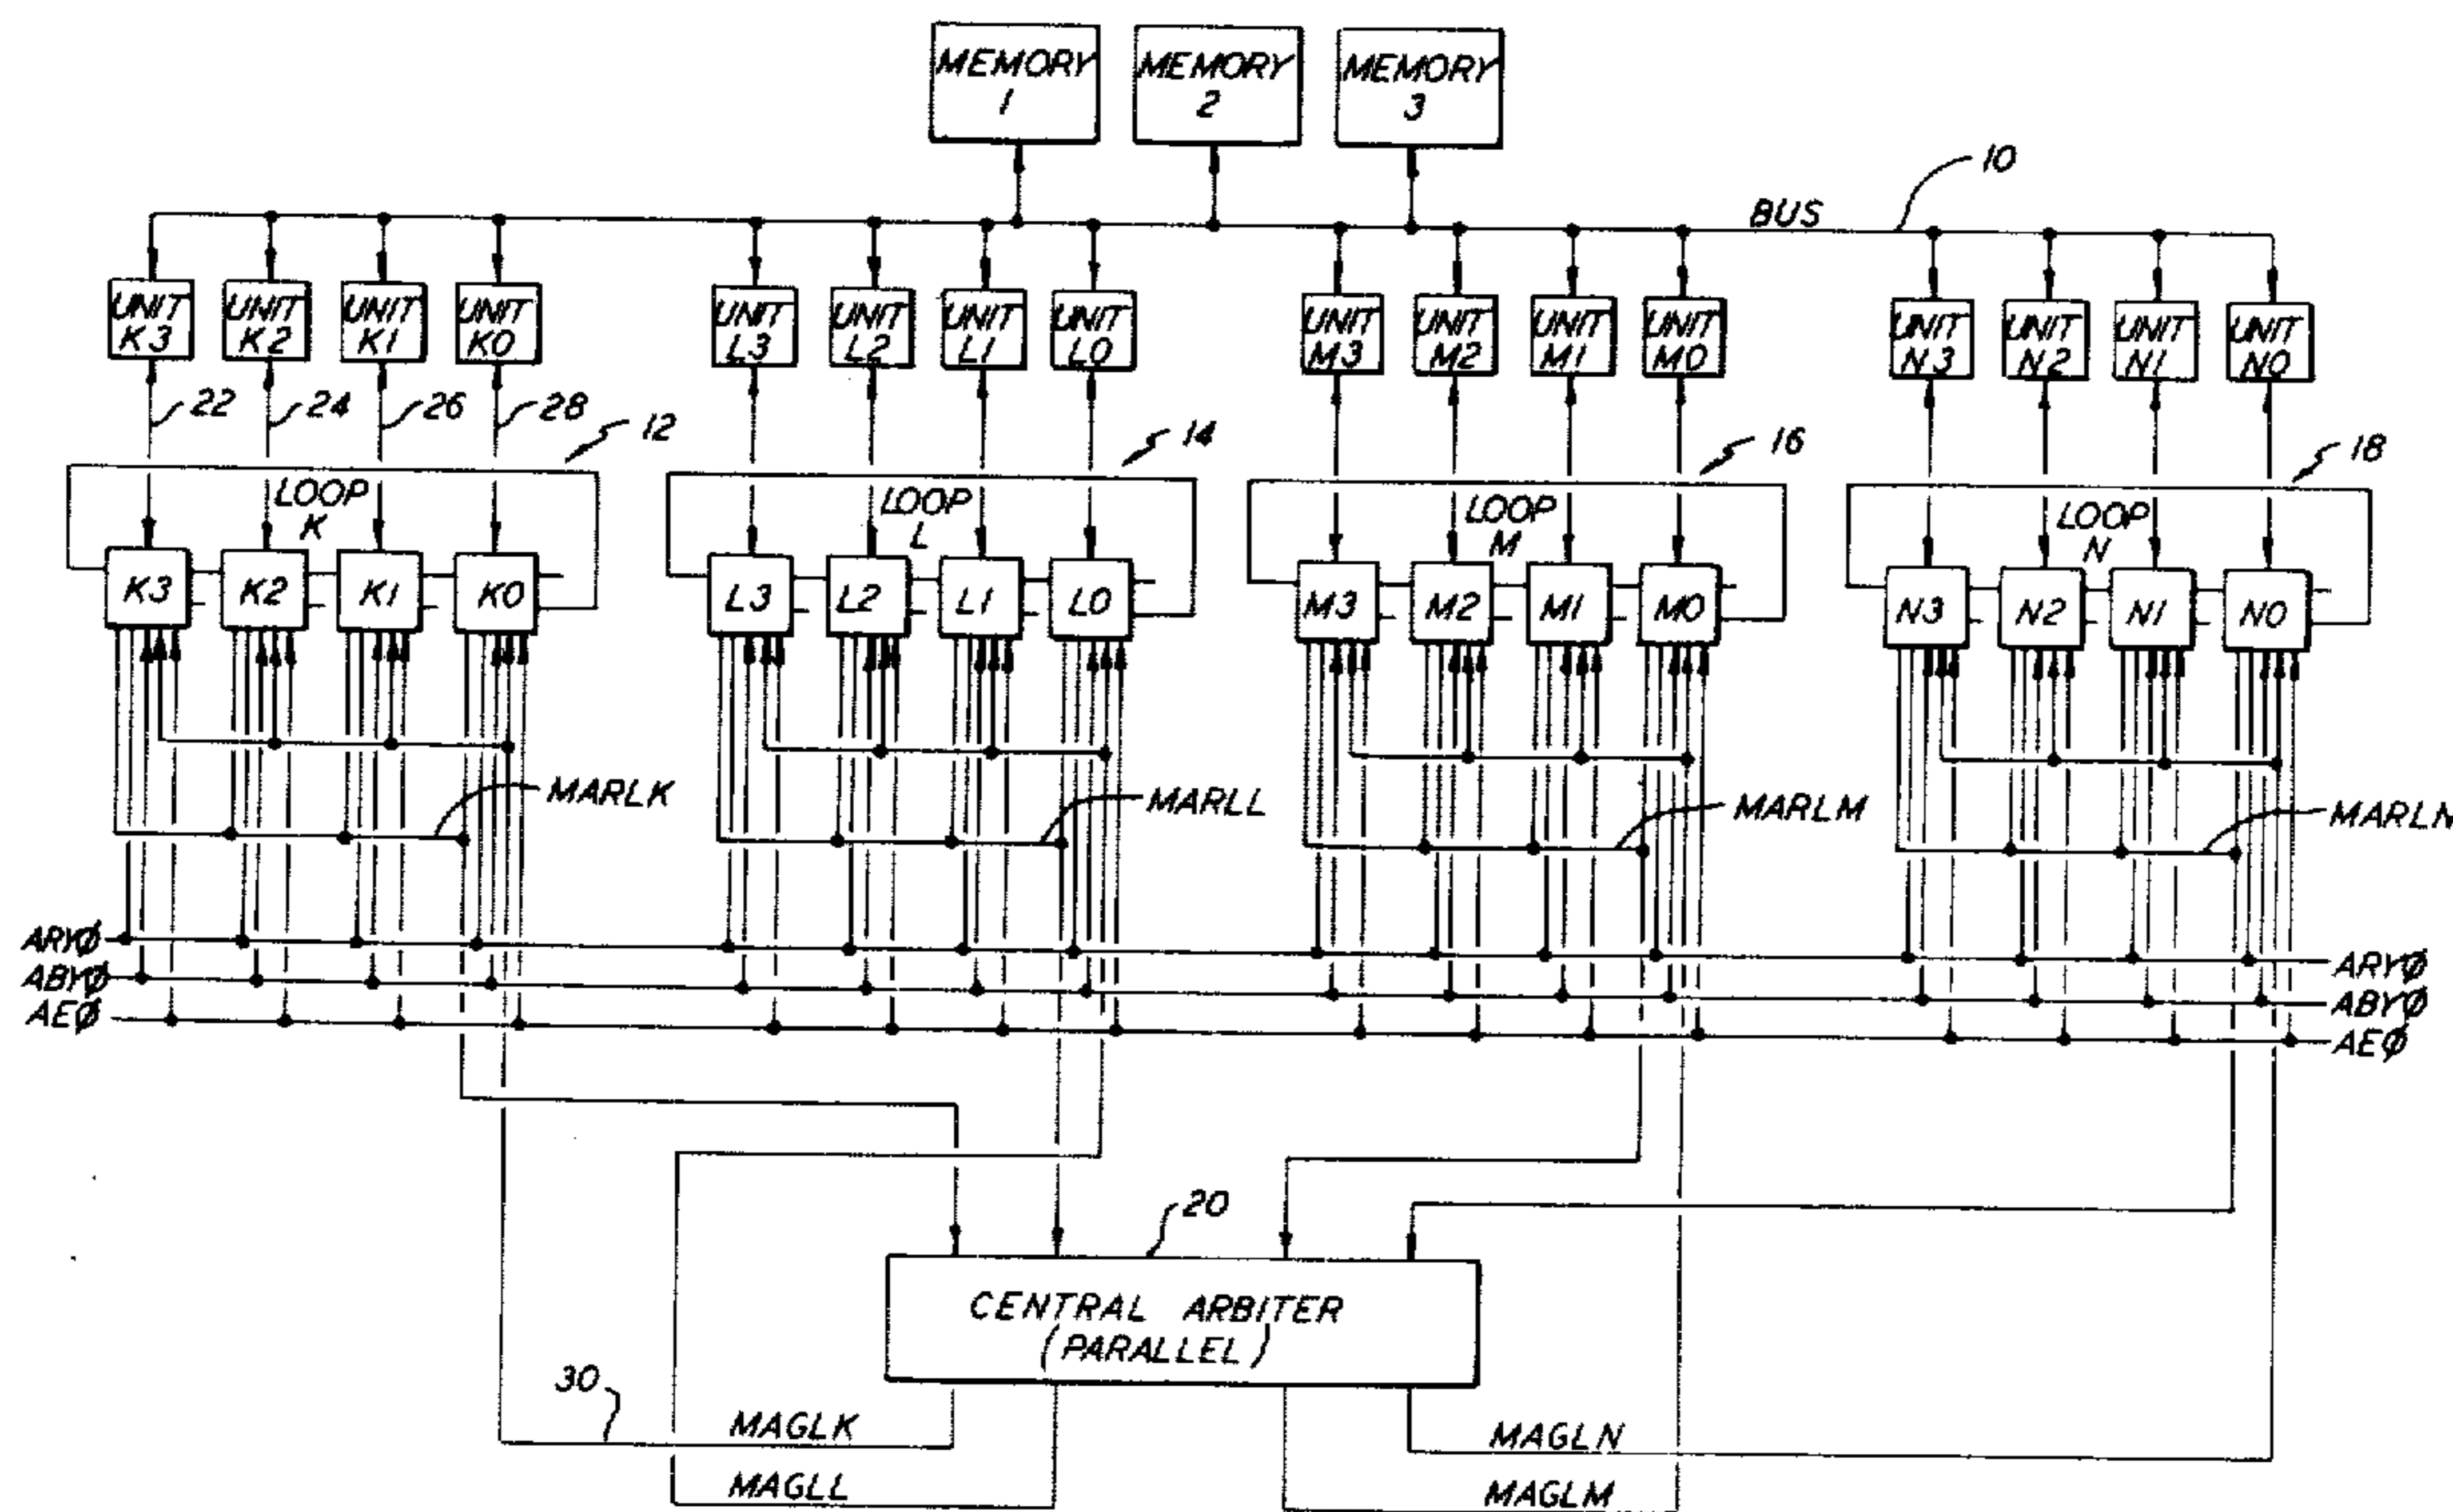 MEMORY 1
MEMORY 2
MEMORY 3
10
BUS
UNIT K3
UNIT K2
UNIT K1
UNIT K0
UNIT L3
UNIT L2
UNIT L1
UNIT L0
UNIT M3
UNIT M2
UNIT M1
UNIT M0
UNIT N3
UNIT N2
UNIT N1
UNIT N0
22
24
26
28
12
14
16
18
LOOP K
LOOP L
LOOP M
LOOP N
K3
K2
K1
K0
L3
L2
L1
L0
M3
M2
M1
M0
N3
N2
N1
N0
MARLK
MARLL
MARLM
MARLN
ARYØ
ARYØ
ABYØ
ABYØ
AEØ
AEØ
20
CENTRAL ARBITER
(PARALLEL)
30
MAGLK
MAGLN
MAGLL
MAGLM